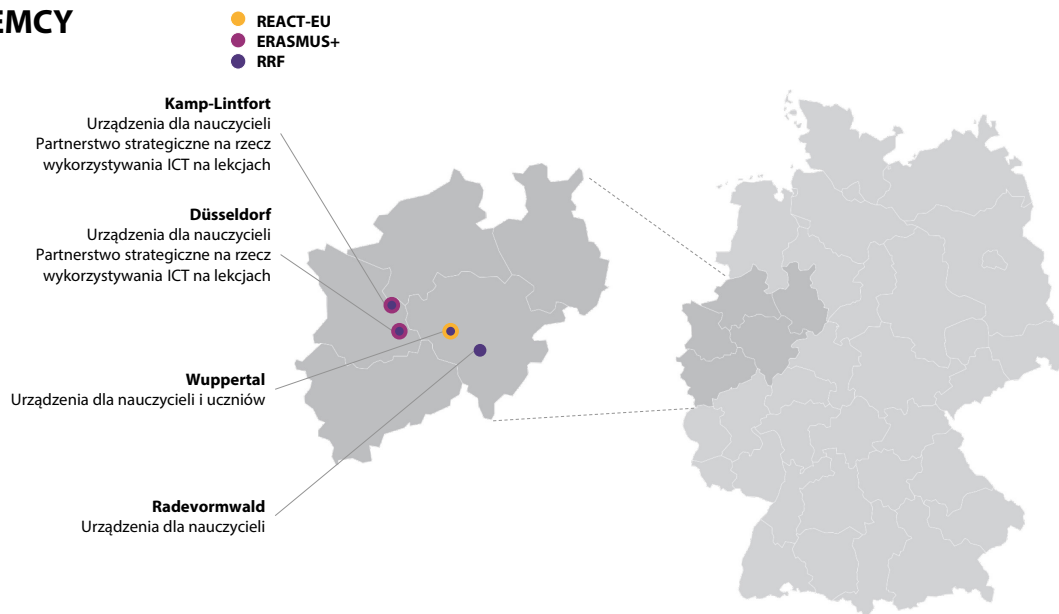 EMCY
REACT-EU
ERASMUS+
RRF
Kamp-Lintfort
Urządzenia dla nauczycieli
Partnerstwo strategiczne na rzecz
wykorzystywania ICT na lekcjach
Düsseldorf
Urządzenia dla nauczycieli
Partnerstwo strategiczne na rzecz
wykorzystywania ICT na lekcjach
Wuppertal
Urządzenia dla nauczycieli i uczniów
Radevormwald
Urządzenia dla nauczycieli